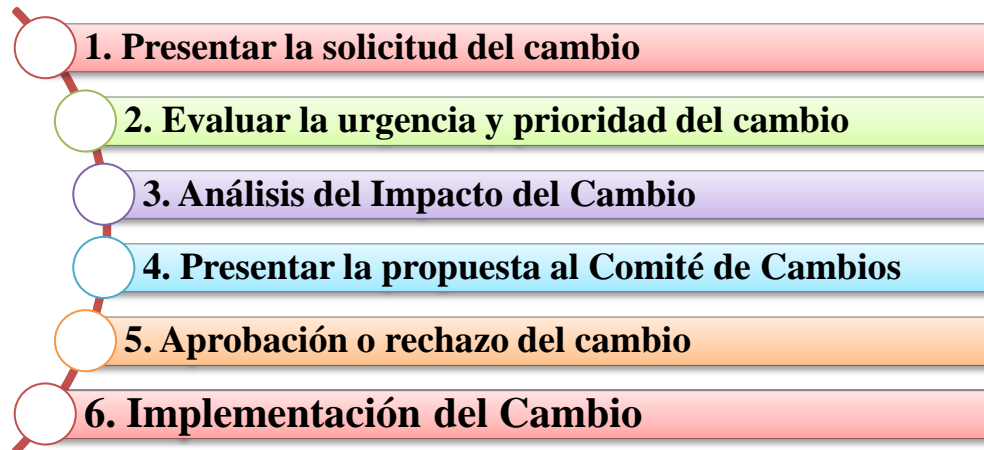 1. Presentar la solicitud del cambio
2. Evaluar la urgencia y prioridad del cambio
3. Análisis del Impacto del Cambio
4. Presentar la propuesta al Comité de Cambios
5. Aprobación o rechazo del cambio
6. Implementación del Cambio